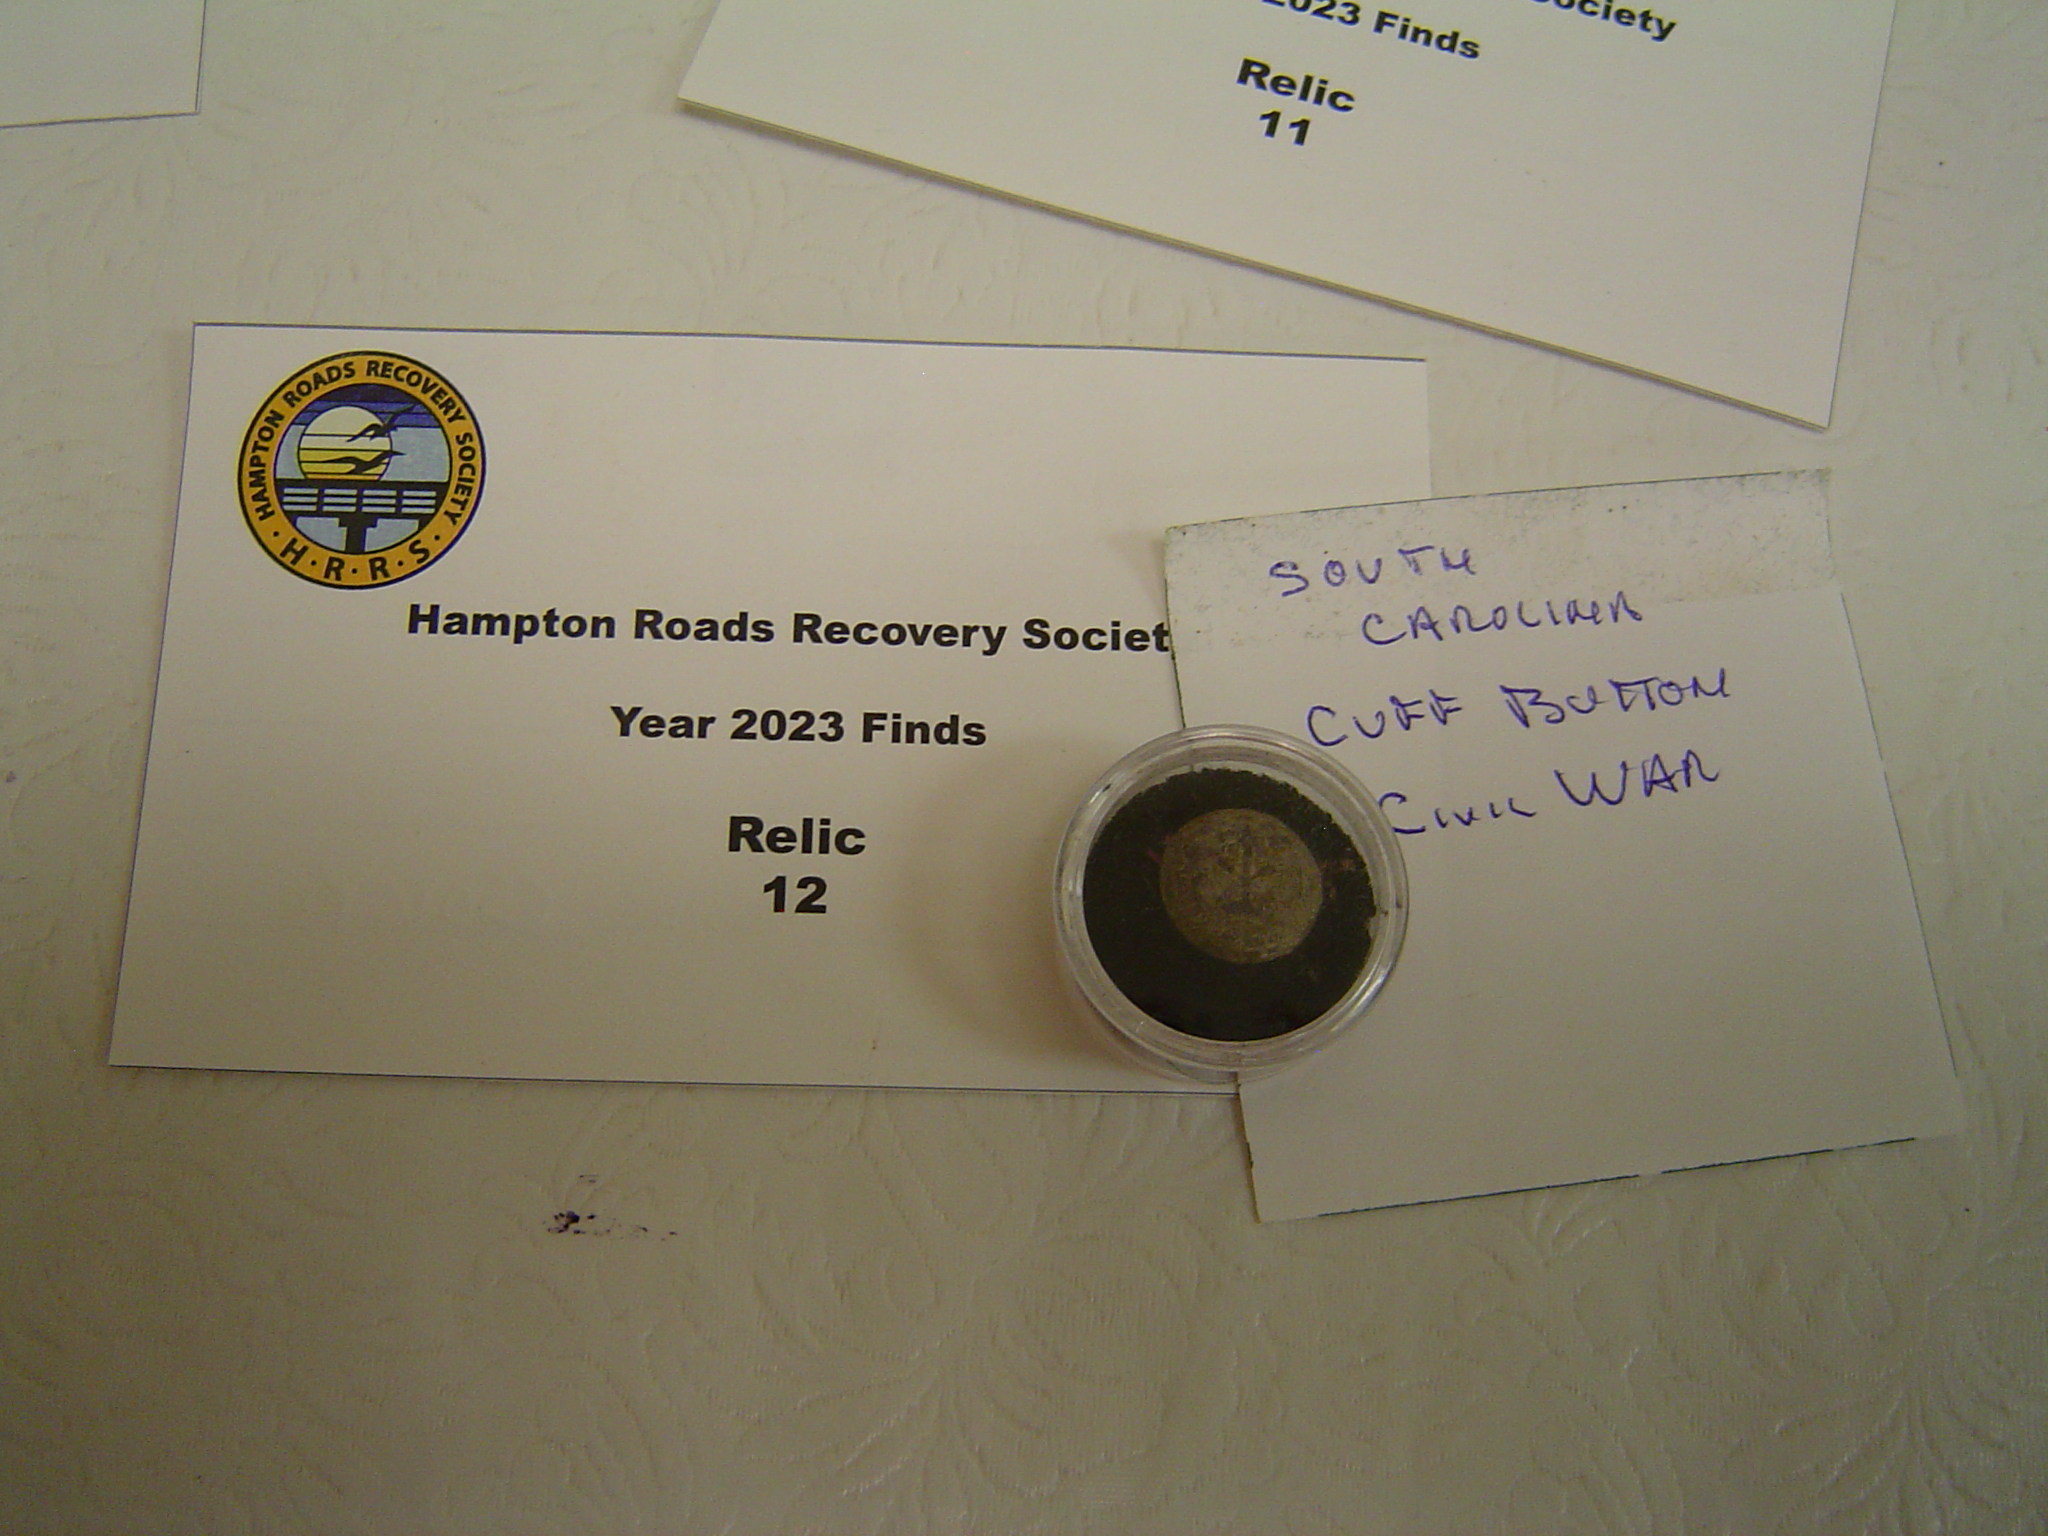 ociety
2023 Finds
Relic
11
HAMPTON ROADS RECOVERY SOCIETY
· H · R · R · S ·
Hampton Roads Recovery Societ
Year 2023 Finds
Relic
12
SOUTH
CAROLINA
CUFF BUTTON
CIVIL WAR